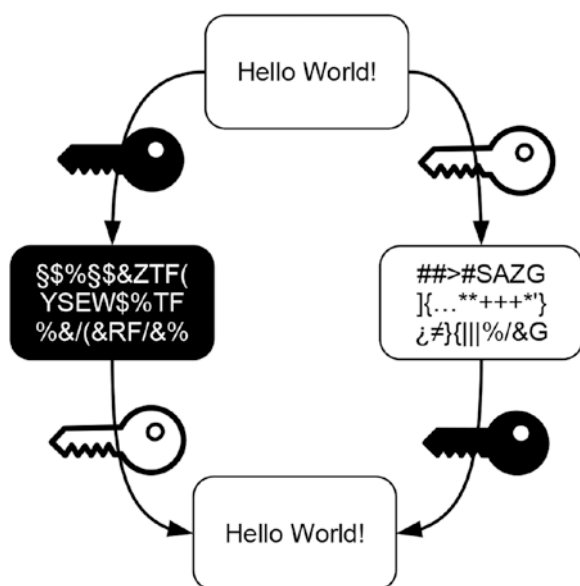 Hello World!
§$%§$&ZTF(
YSEW$%TF
%&/(&RF/&%
##>#SAZG
]{…**+++*'}
¿≠}{|||%/&G
Hello World!